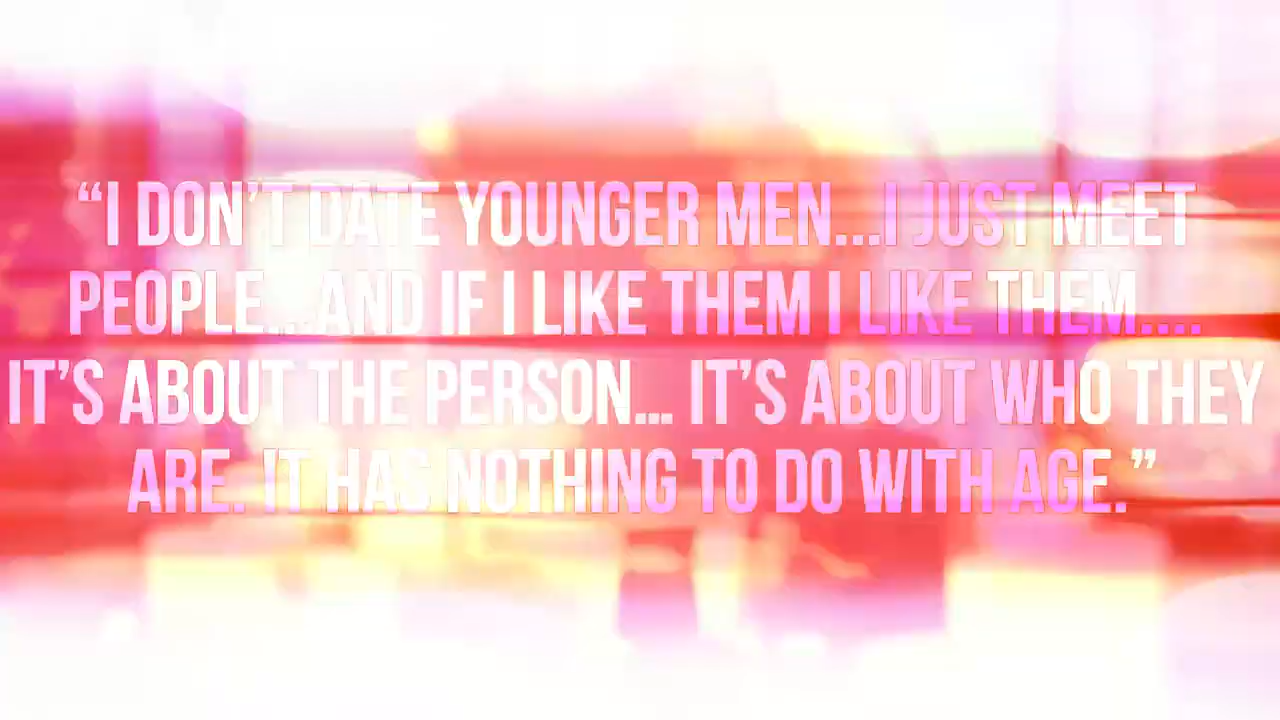 “I DON’T DATE YOUNGER MEN...I JUST MEET
PEOPLE...AND IF I LIKE THEM I LIKE THEM....
IT’S ABOUT THE PERSON... IT’S ABOUT WHO THEY
ARE. IT HAS NOTHING TO DO WITH AGE.”